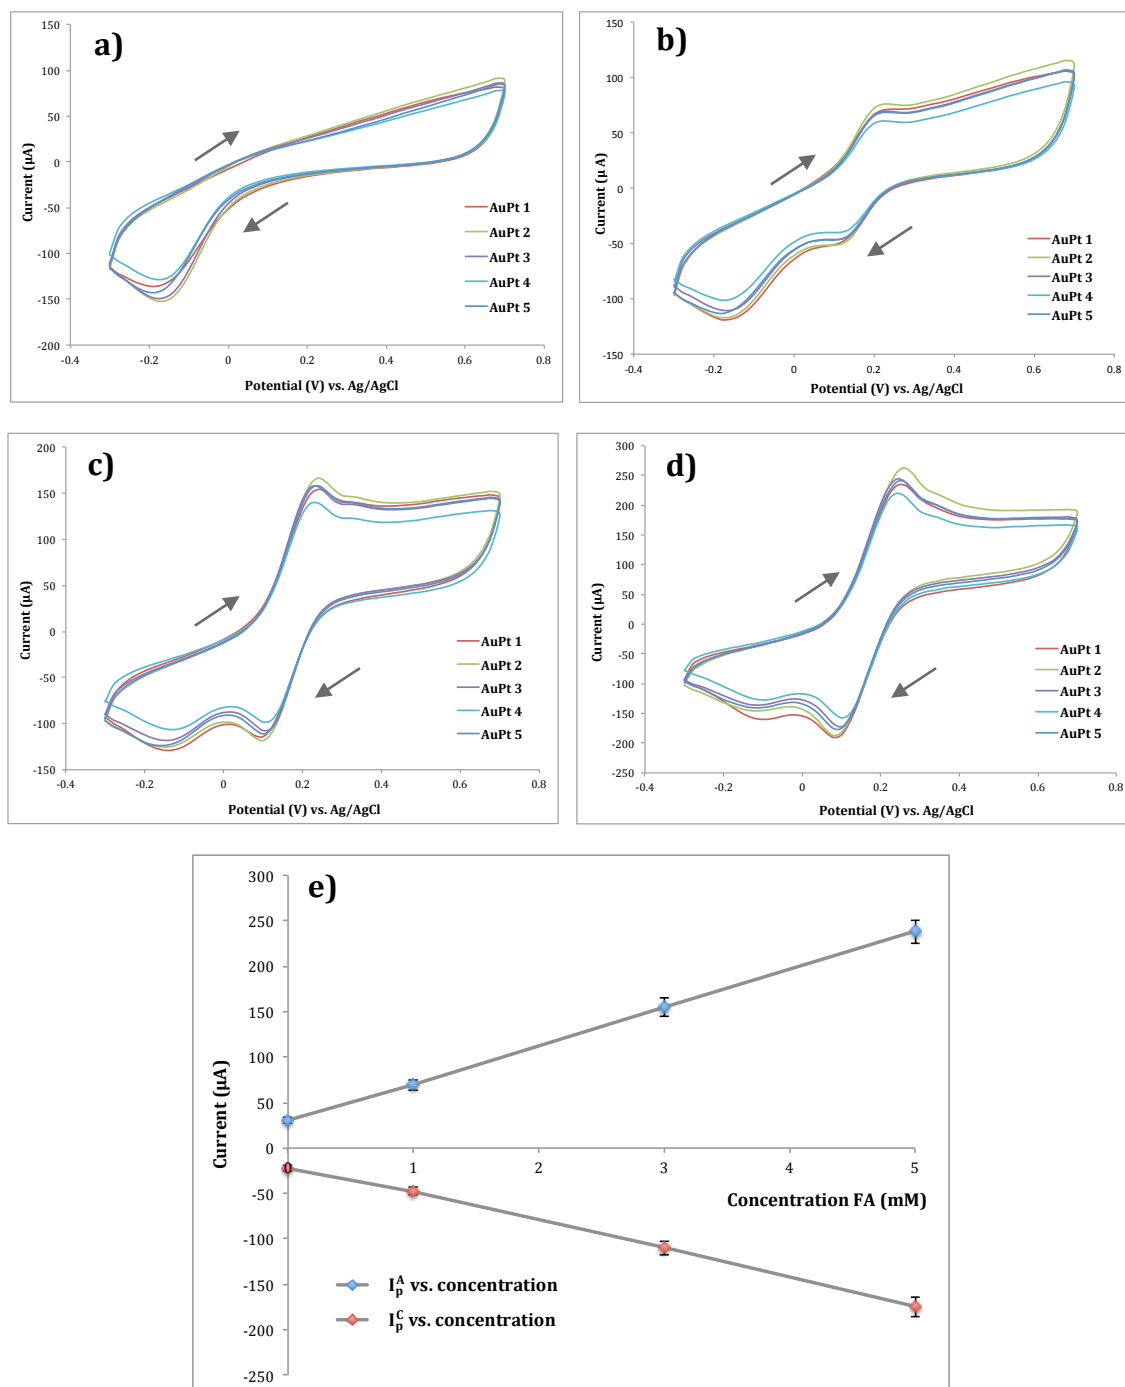 a)
150
100
50
0
-50
-100
-150
-200
-0.4
-0.2
0
0.2
0.4
0.6
0.8
Current (µA)
Potential (V) vs. Ag/AgCl
AuPt 1
AuPt 2
AuPt 3
AuPt 4
AuPt 5
b)
150
100
50
0
-50
-100
-150
-0.4
-0.2
0
0.2
0.4
0.6
0.8
Current (µ A)
Potential (V) vs. Ag/AgCl
AuPt 1
AuPt 2
AuPt 3
AuPt 4
AuPt 5
c)
200
150
100
50
0
-50
-100
-150
-0.4
-0.2
0
0.2
0.4
0.6
0.8
Current (µA)
Potential (V) vs. Ag/AgCl
AuPt 1
AuPt 2
AuPt 3
AuPt 4
AuPt 5
d)
300
250
200
150
100
50
0
-50
-100
-150
-200
-250
-0.4
-0.2
0
0.2
0.4
0.6
0.8
Current (µA)
Potential (V) vs. Ag/AgCl
AuPt 1
AuPt 2
AuPt 3
AuPt 4
AuPt 5
e)
300
250
200
150
100
50
0
-50
-100
-150
-200
-250
0
1
2
3
4
5
Current (µA)
Concentration FA (mM)
I_p^A vs. concentration
I_p^C vs. concentration